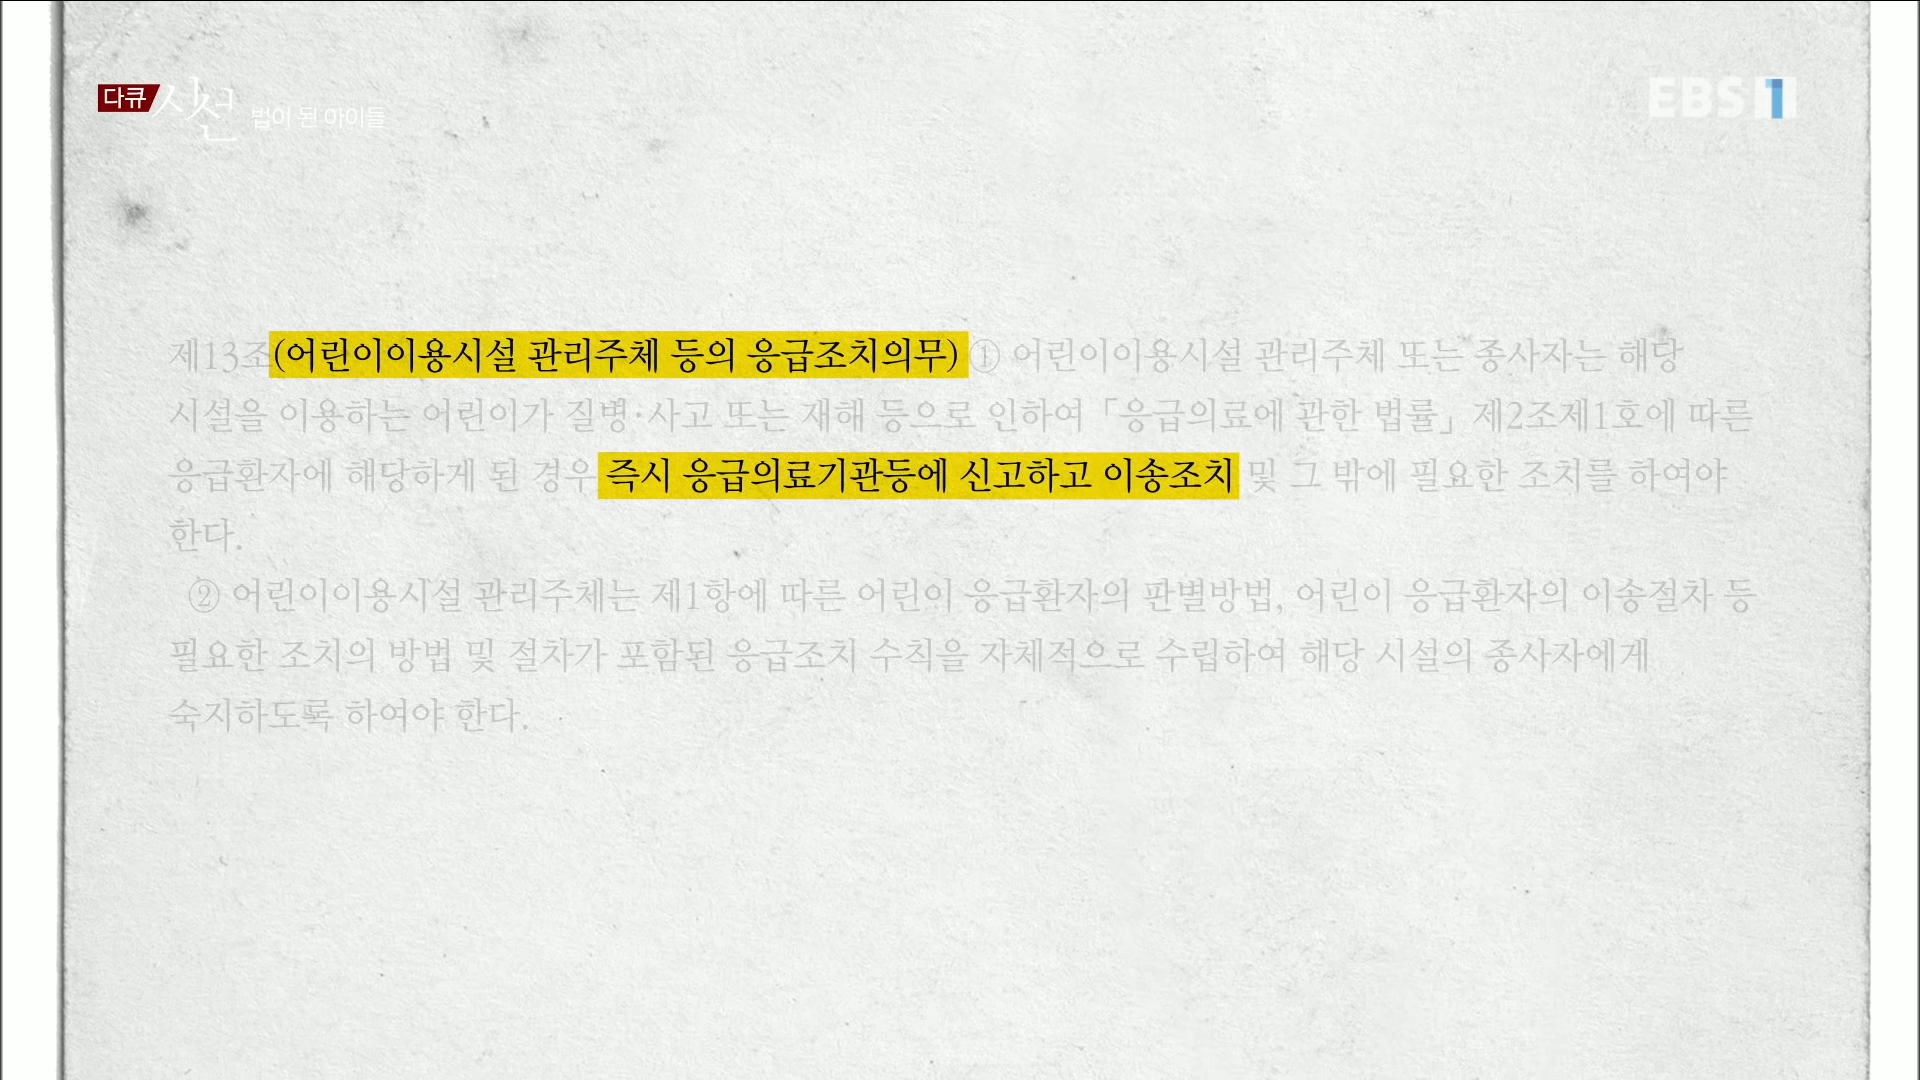 다큐 시선 법이 된 아이들
EBS 1
제13조(어린이이용시설 관리주체 등의 응급조치의무) ① 어린이이용시설 관리주체 또는 종사자는 해당
시설을 이용하는 어린이가 질병·사고 또는 재해 등으로 인하여 「응급의료에 관한 법률」 제2조제1호에 따른
응급환자에 해당하게 된 경우 즉시 응급의료기관등에 신고하고 이송조치 및 그 밖에 필요한 조치를 하여야
한다.
② 어린이이용시설 관리주체는 제1항에 따른 어린이 응급환자의 판별방법, 어린이 응급환자의 이송절차 등
필요한 조치의 방법 및 절차가 포함된 응급조치 수칙을 자체적으로 수립하여 해당 시설의 종사자에게
숙지하도록 하여야 한다.